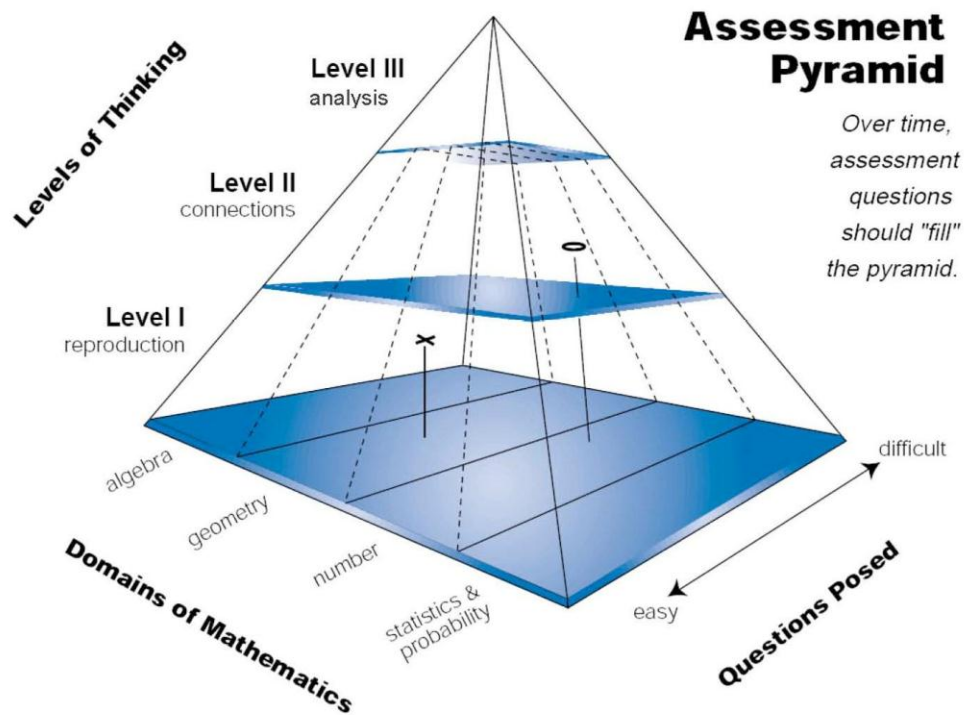 Assessment
Pyramid
Over time,
assessment
questions
should "fill"
the pyramid.
Levels of Thinking
Level III
analysis
Level II
connections
Level I
reproduction
X
0
algebra
geometry
number
statistics &
probability
Domains of Mathematics
difficult
easy
Questions Posed